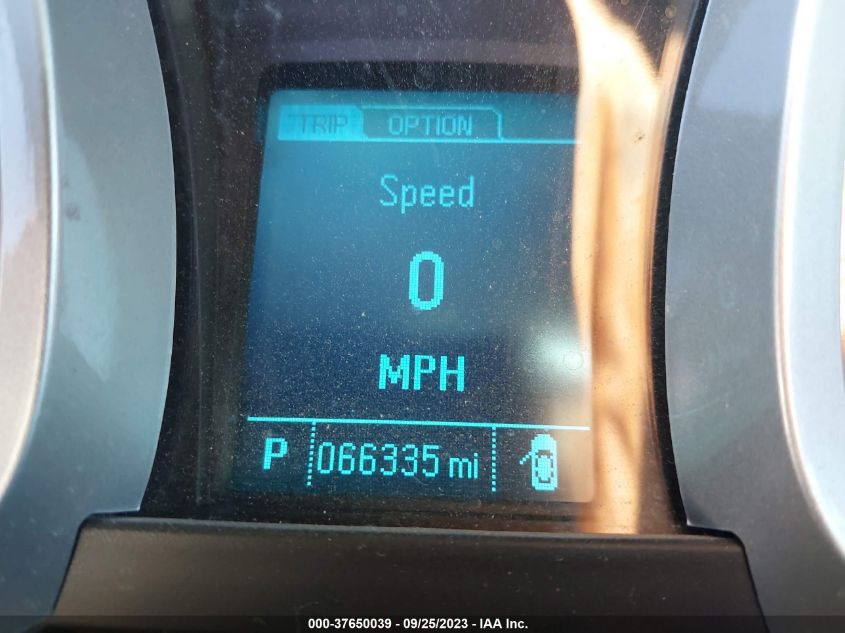 TRIP OPTION
Speed
0
MPH
P 066335 mi
000-37650039 - 09/25/2023 - IAA Inc.